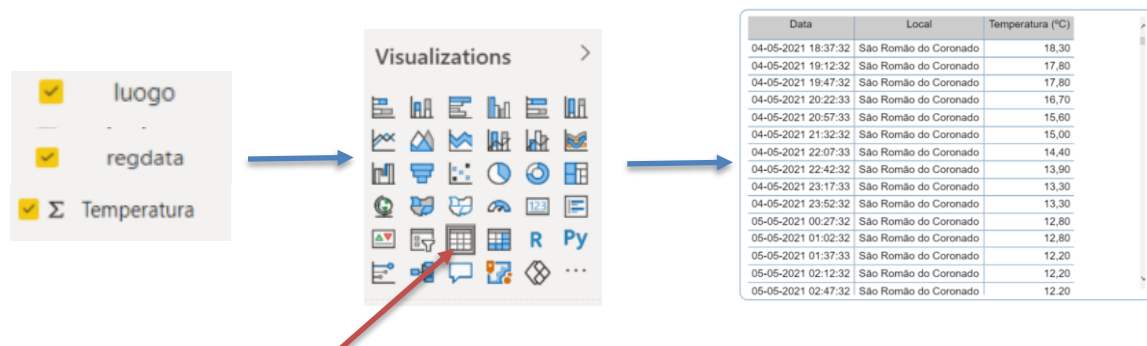 luogo
regdata
Σ Temperatura
Visualizations >
123
R Py
...
Data Local Temperatura (ºC)
04-05-2021 18:37:32 São Romão do Coronado 18,30
04-05-2021 19:12:32 São Romão do Coronado 17,80
04-05-2021 19:47:32 São Romão do Coronado 17,80
04-05-2021 20:22:33 São Romão do Coronado 16,70
04-05-2021 20:57:33 São Romão do Coronado 15,60
04-05-2021 21:32:32 São Romão do Coronado 15,00
04-05-2021 22:07:33 São Romão do Coronado 14,40
04-05-2021 22:42:32 São Romão do Coronado 13,90
04-05-2021 23:17:33 São Romão do Coronado 13,30
04-05-2021 23:52:32 São Romão do Coronado 13,30
05-05-2021 00:27:32 São Romão do Coronado 12,80
05-05-2021 01:02:32 São Romão do Coronado 12,80
05-05-2021 01:37:33 São Romão do Coronado 12,20
05-05-2021 02:12:32 São Romão do Coronado 12,20
05-05-2021 02:47:32 São Romão do Coronado 12,20